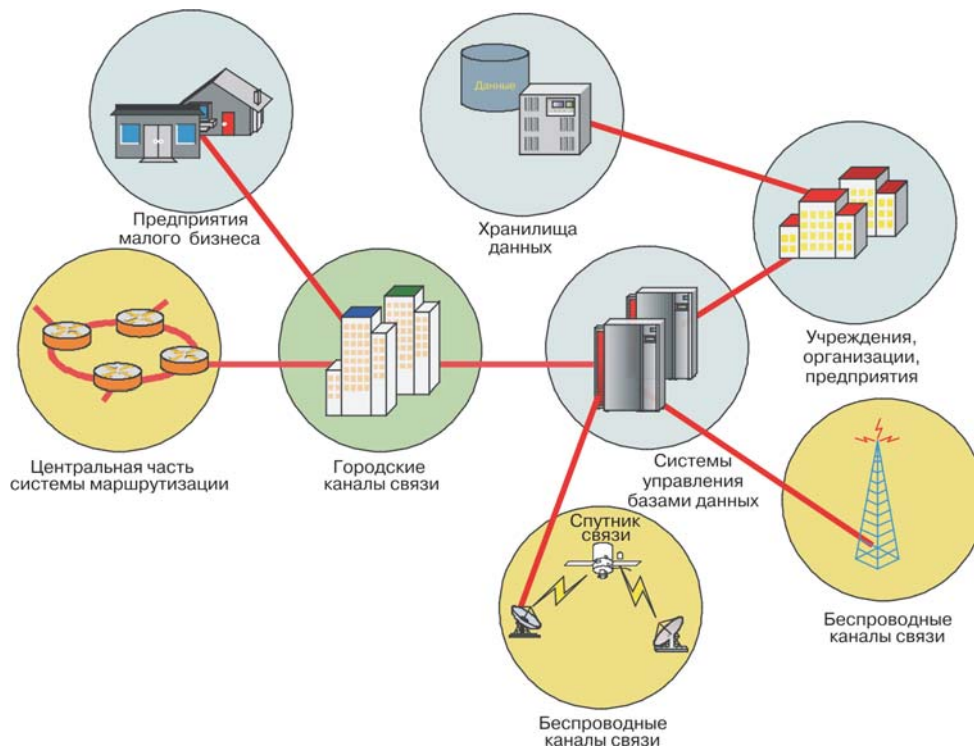 Данные
Предприятия
малого бизнеса
Хранилища
данных
Учреждения,
организации,
предприятия
Центральная часть
системы маршрутизации
Городские
каналы связи
Системы
управления
базами данных
Спутник
связи
Беспроводные
каналы связи
Беспроводные
каналы связи